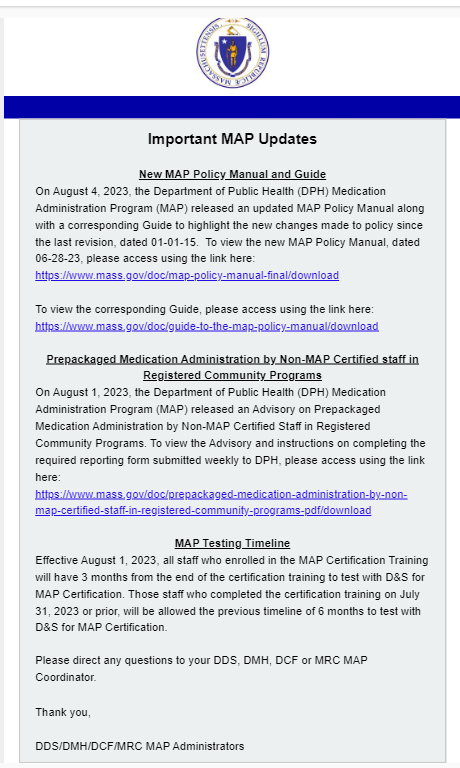 MASSACHUSETTENSIS SIGILLUM REIPUBLICÆ
Important MAP Updates
New MAP Policy Manual and Guide
On August 4, 2023, the Department of Public Health (DPH) Medication
Administration Program (MAP) released an updated MAP Policy Manual along
with a corresponding Guide to highlight the new changes made to policy since
the last revision, dated 01-01-15.  To view the new MAP Policy Manual, dated
06-28-23, please access using the link here:
https://www.mass.gov/doc/map-policy-manual-final/download
To view the corresponding Guide, please access using the link here:
https://www.mass.gov/doc/guide-to-the-map-policy-manual/download
Prepackaged Medication Administration by Non-MAP Certified staff in
Registered Community Programs
On August 1, 2023, the Department of Public Health (DPH) Medication
Administration Program (MAP) released an Advisory on Prepackaged
Medication Administration by Non-MAP Certified Staff in Registered
Community Programs. To view the Advisory and instructions on completing the
required reporting form submitted weekly to DPH, please access using the link
here:
https://www.mass.gov/doc/prepackaged-medication-administration-by-non-
map-certified-staff-in-registered-community-programs-pdf/download
MAP Testing Timeline
Effective August 1, 2023, all staff who enrolled in the MAP Certification Training
will have 3 months from the end of the certification training to test with D&S for
MAP Certification. Those staff who completed the certification training on July
31, 2023 or prior, will be allowed the previous timeline of 6 months to test with
D&S for MAP Certification.
Please direct any questions to your DDS, DMH, DCF or MRC MAP
Coordinator.
Thank you,
DDS/DMH/DCF/MRC MAP Administrators